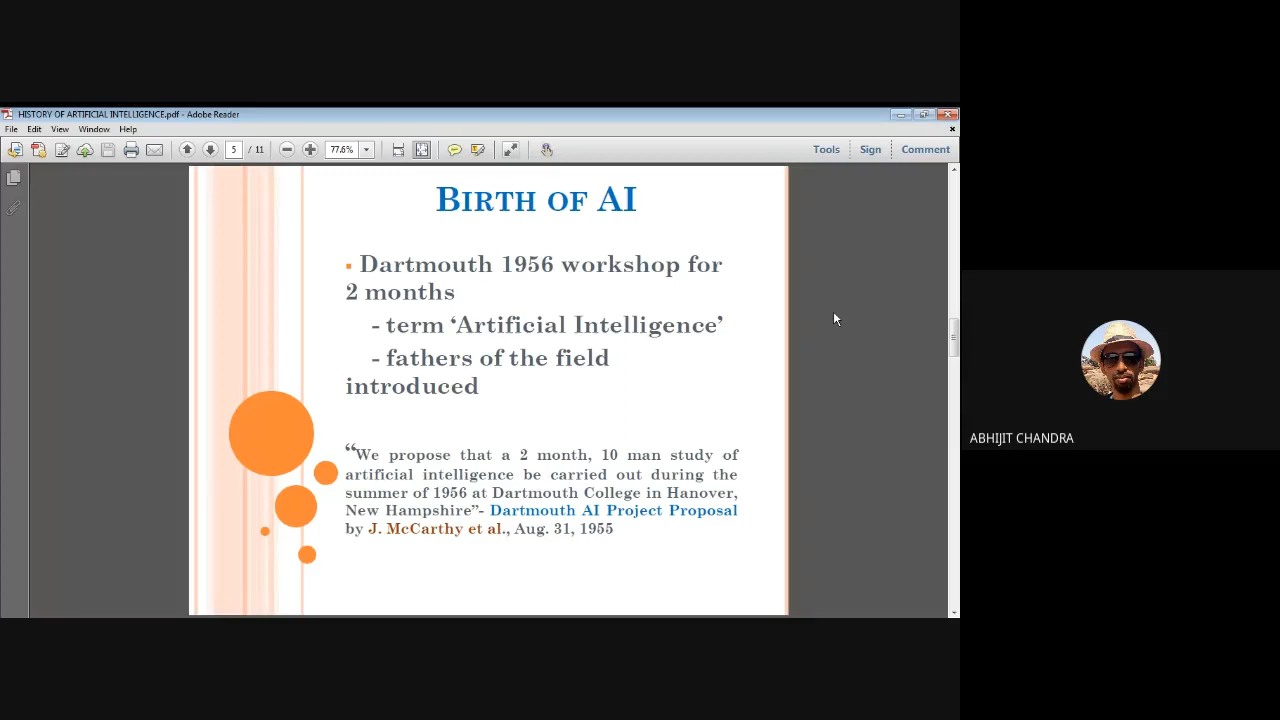 HISTORY OF ARTIFICIAL INTELLIGENCE.pdf - Adobe Reader
File Edit View Window Help
5 / 11 77.6% Tools Sign Comment
BIRTH OF AI
▪ Dartmouth 1956 workshop for
2 months
- term ‘Artificial Intelligence’
- fathers of the field
introduced
“We propose that a 2 month, 10 man study of
artificial intelligence be carried out during the
summer of 1956 at Dartmouth College in Hanover,
New Hampshire”- Dartmouth AI Project Proposal
by J. McCarthy et al., Aug. 31, 1955
ABHIJIT CHANDRA